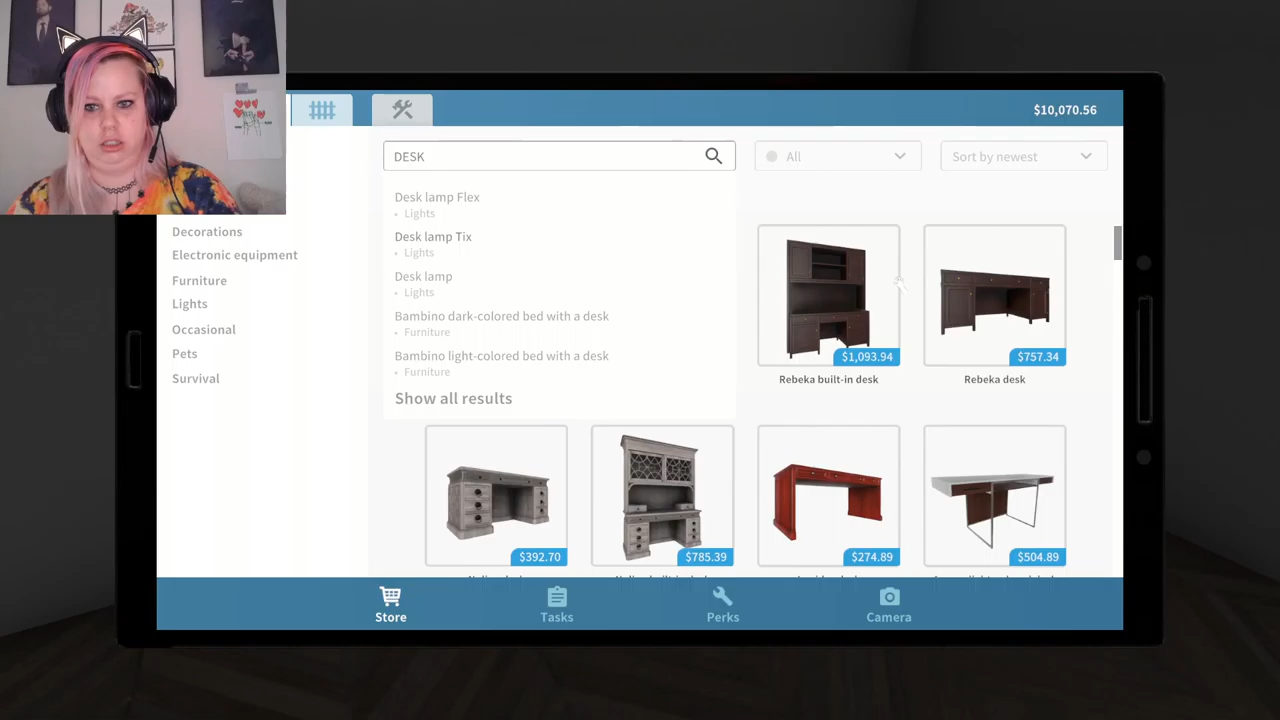 $10,070.56
DESK
All
Sort by newest
Desk lamp Flex
• Lights
Desk lamp Tix
• Lights
Desk lamp
• Lights
Bambino dark-colored bed with a desk
• Furniture
Bambino light-colored bed with a desk
• Furniture
Show all results
Decorations
Electronic equipment
Furniture
Lights
Occasional
Pets
Survival
$1,093.94
$757.34
Rebeka built-in desk
Rebeka desk
$392.70
$785.39
$274.89
$504.89
Store
Tasks
Perks
Camera